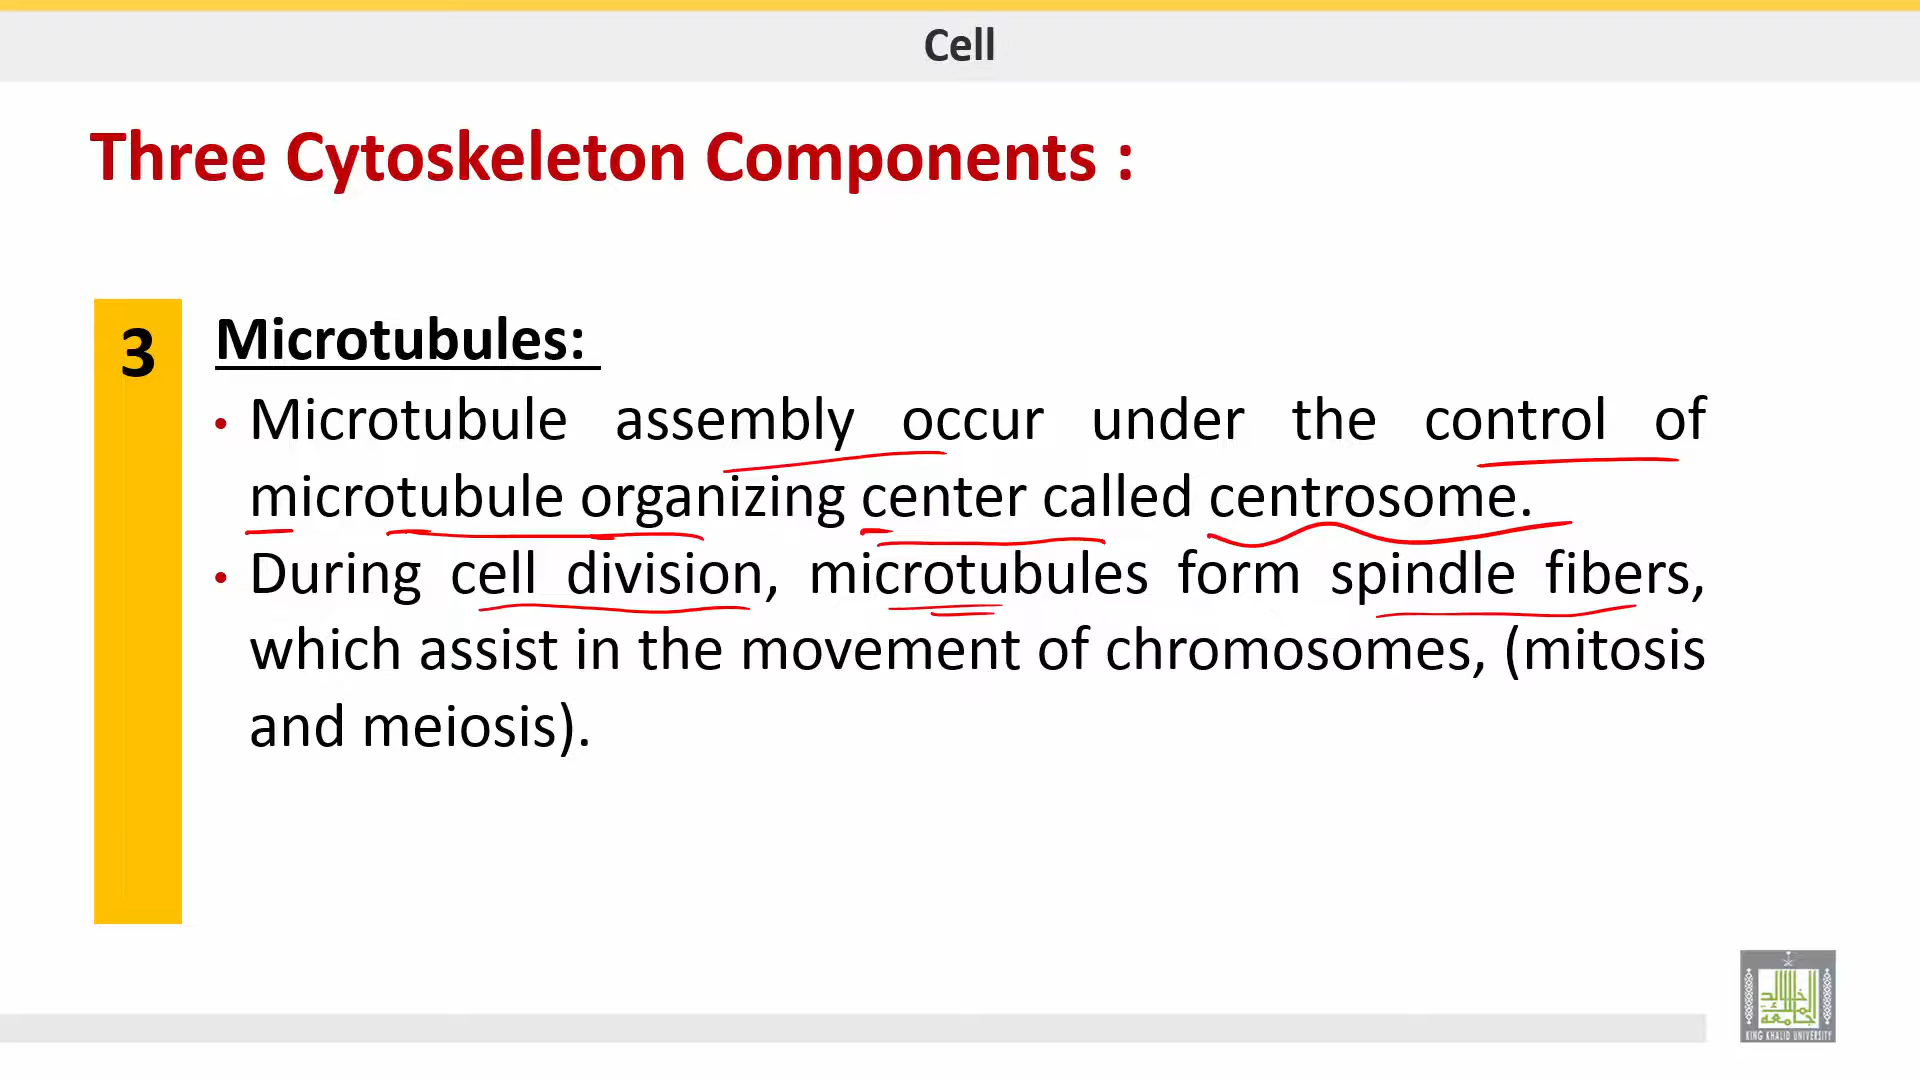 Cell
Three Cytoskeleton Components :
3
Microtubules:
• Microtubule assembly occur under the control of
microtubule organizing center called centrosome.
• During cell division, microtubules form spindle fibers,
which assist in the movement of chromosomes, (mitosis
and meiosis).
KING KHALID UNIVERSITY